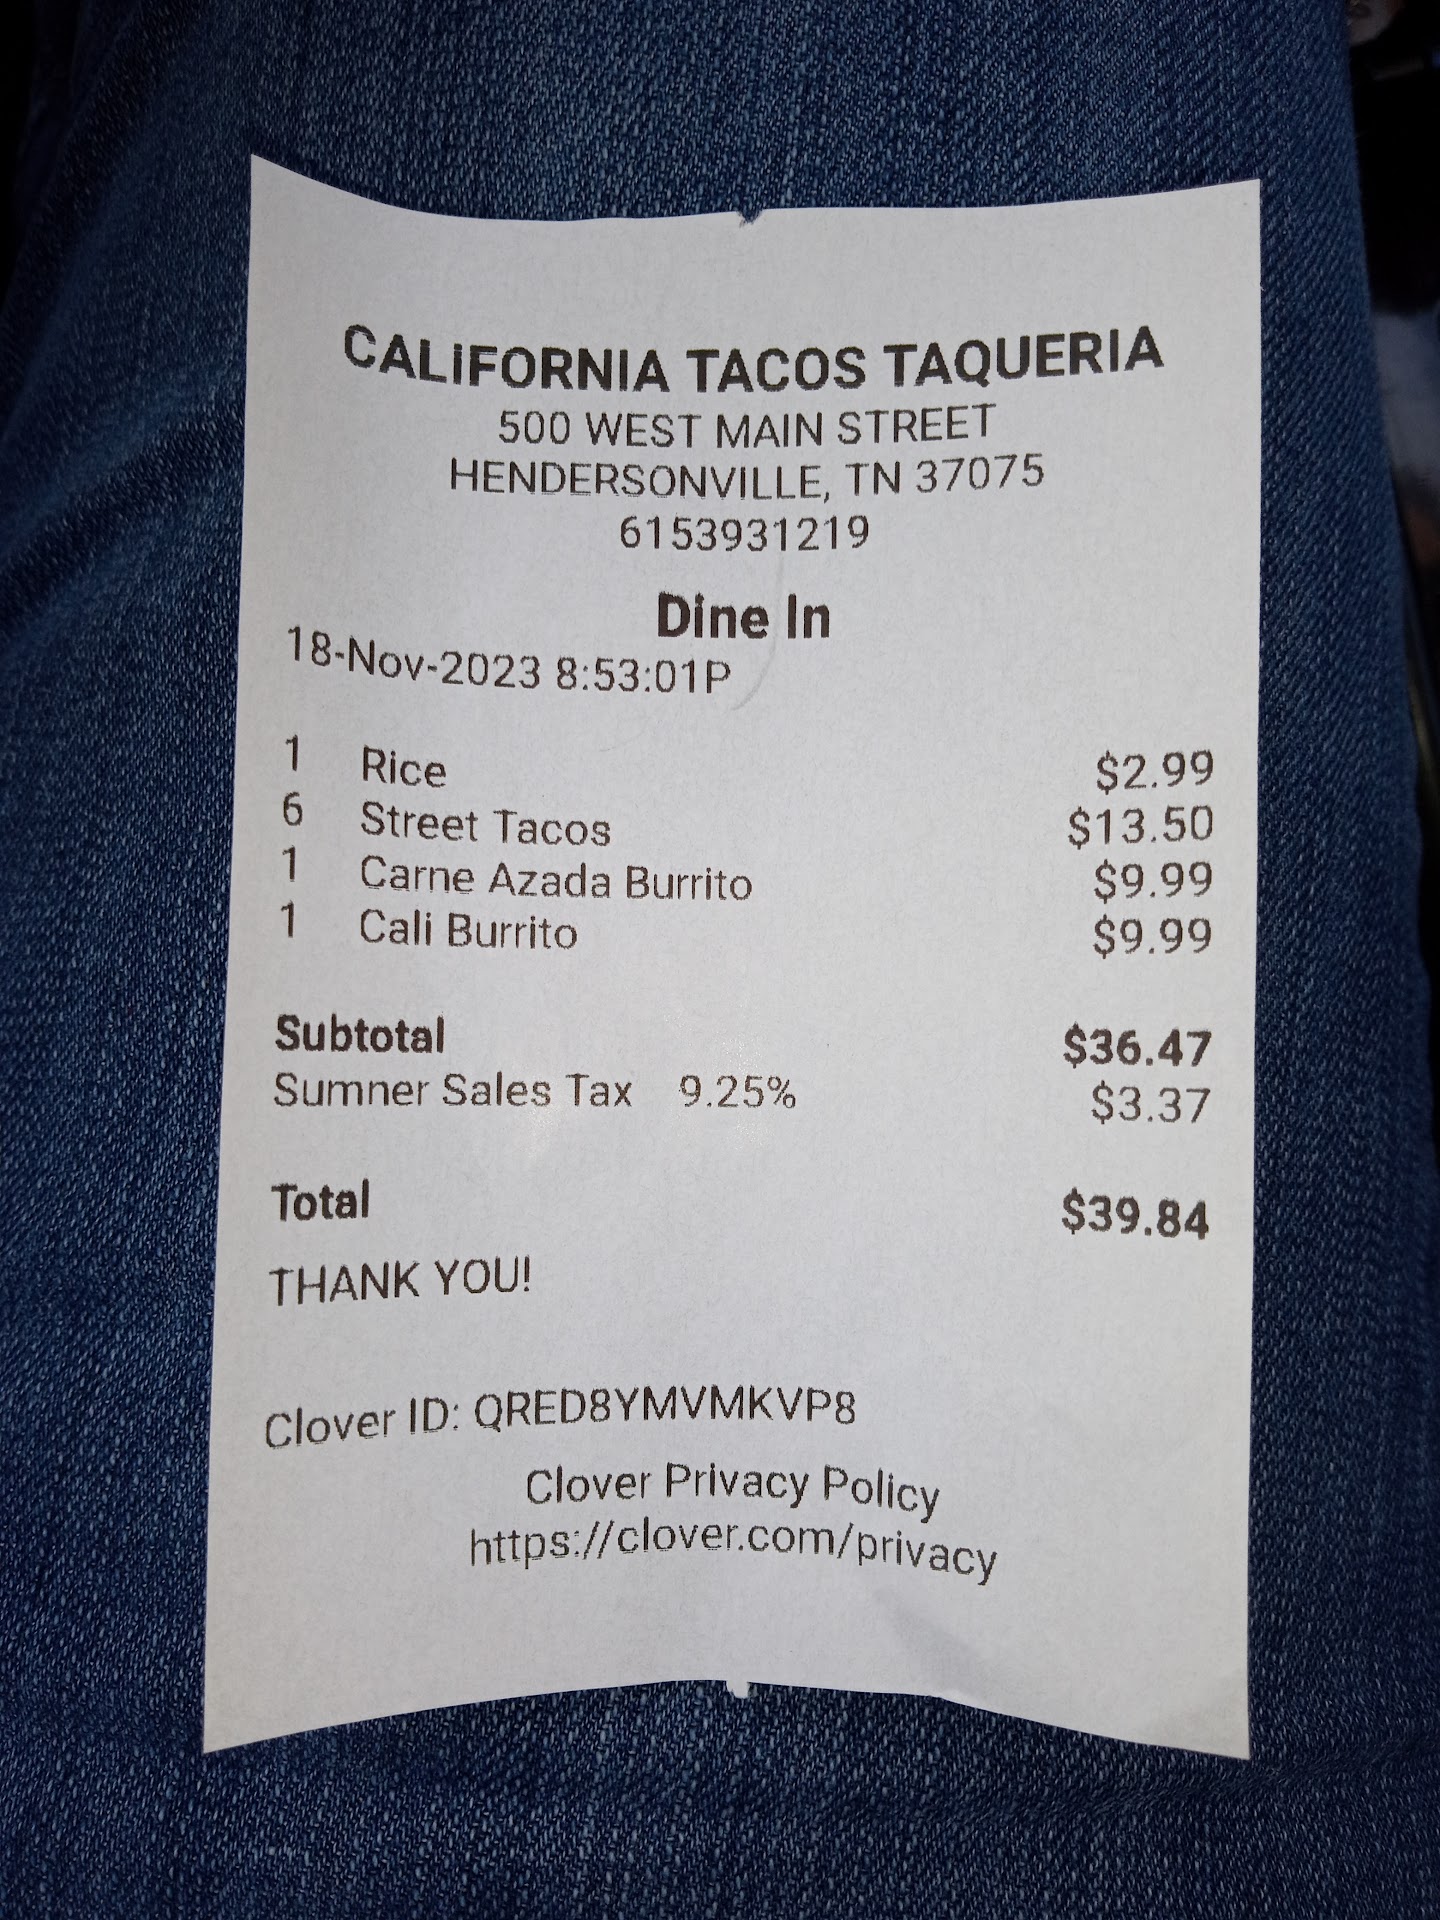 CALiFORNIA TACOS TAQUERIA
500 WEST MAIN STREET
HENDERSONVILLE, TN 37075
6153931219
Dine In
18-Nov-2023 8:53:01P
1 Rice $2.99
6 Street Tacos $13.50
1 Carne Azada Burrito $9.99
1 Cali Burrito $9.99
Subtotal $36.47
Sumner Sales Tax 9.25% $3.37
Total $39.84
THANK YOU!
Clover ID: QRED8YMVMKVP8
Clover Privacy Policy
https://clover.com/privacy